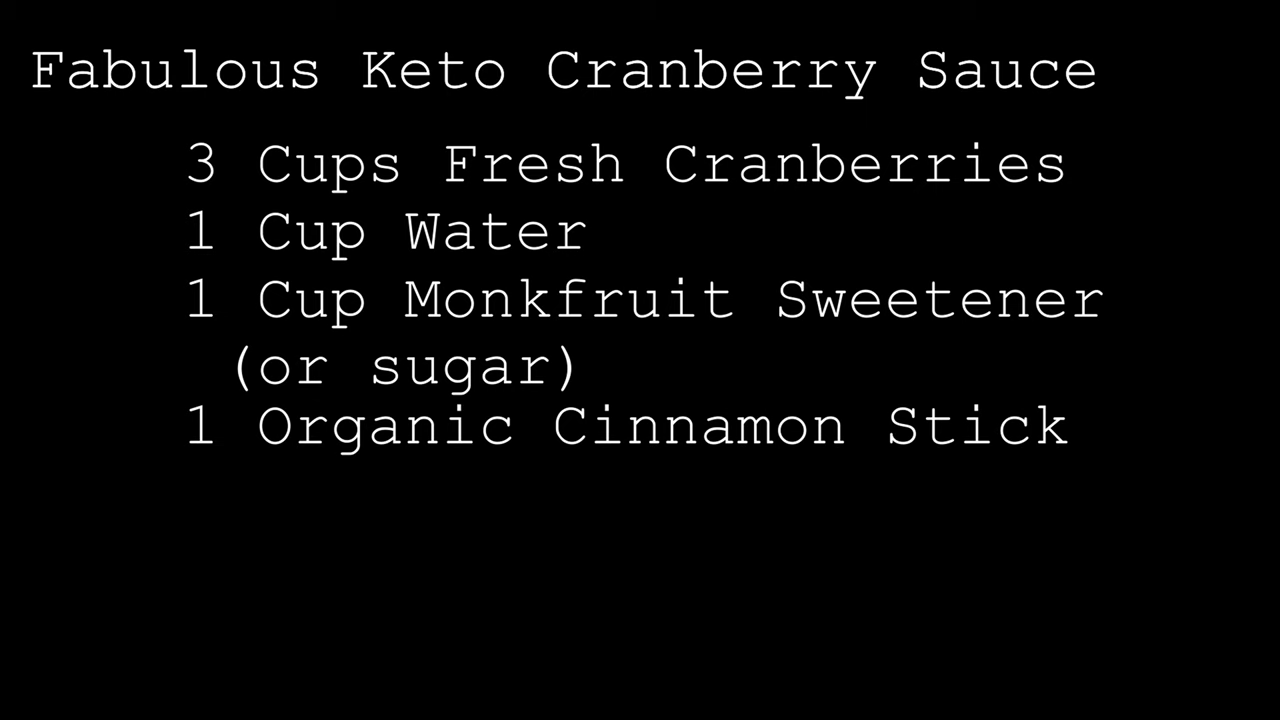 Fabulous Keto Cranberry Sauce
3 Cups Fresh Cranberries
1 Cup Water
1 Cup Monkfruit Sweetener
(or sugar)
1 Organic Cinnamon Stick